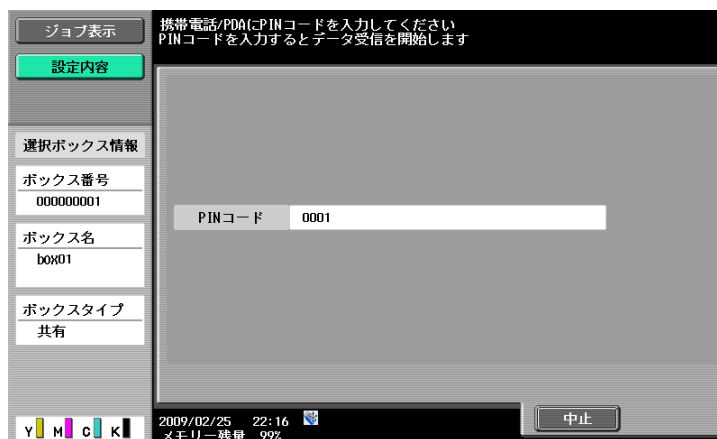 ジョブ表示
設定内容
携帯電話/PDAにPINコードを入力してください
PINコードを入力するとデータ受信を開始します
選択ボックス情報
ボックス番号
000000001
ボックス名
box01
ボックスタイプ
共有
PINコード 0001
Y M C K
2009/02/25 22:16
メモリー残量 99%
中止